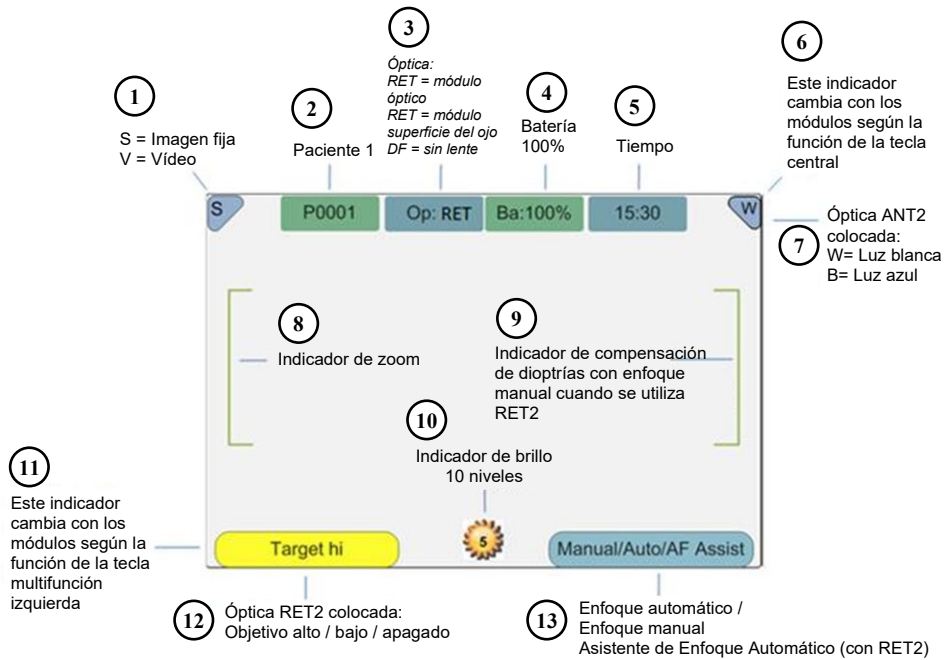 1
S = Imagen fija
V = Vídeo
2
Paciente 1
3
Óptica:
RET = módulo
óptico
RET = módulo
superficie del ojo
DF = sin lente
4
Batería
100%
5
Tiempo
6
Este indicador
cambia con los
módulos según la
función de la tecla
central
S
P0001
Op: RET
Ba:100%
15:30
W
7
Óptica ANT2
colocada:
W= Luz blanca
B= Luz azul
8
Indicador de zoom
9
Indicador de compensación
de dioptrías con enfoque
manual cuando se utiliza
RET2
10
Indicador de brillo
10 niveles
11
Este indicador
cambia con los
módulos según la
función de la tecla
multifunción
izquierda
Target hi
5
Manual/Auto/AF Assist
12
Óptica RET2 colocada:
Objetivo alto / bajo / apagado
13
Enfoque automático /
Enfoque manual
Asistente de Enfoque Automático (con RET2)